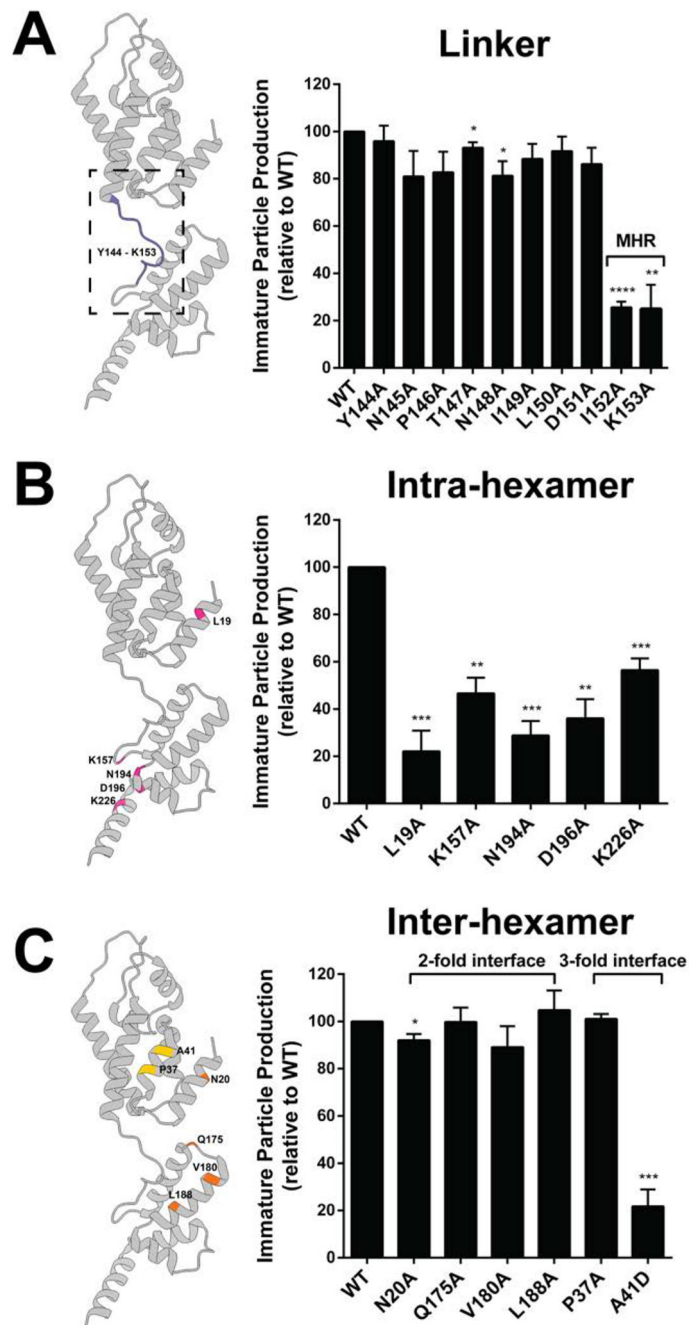 A
Linker
Y144 - K153
Immature Particle Production
(relative to WT)
120
100
80
60
40
20
0
*
*
MHR
****
**
WT
Y144A
N145A
P146A
T147A
N148A
I149A
L150A
D151A
I152A
K153A
B
Intra-hexamer
L19
K157
N194
D196
K226
Immature Particle Production
(relative to WT)
120
100
80
60
40
20
0
***
**
***
**
***
WT
L19A
K157A
N194A
D196A
K226A
C
Inter-hexamer
A41
P37
N20
Q175
V180
L188
Immature Particle Production
(relative to WT)
2-fold interface
3-fold interface
120
100
80
60
40
20
0
*
***
WT
N20A
Q175A
V180A
L188A
P37A
A41D